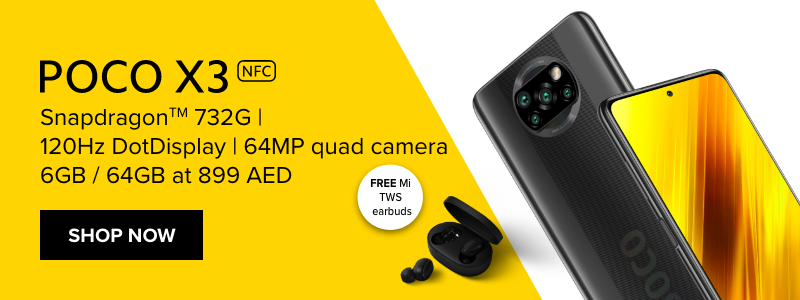 POCO X3 NFC
Snapdragon™ 732G |
120Hz DotDisplay | 64MP quad camera
6GB / 64GB at 899 AED
FREE Mi
TWS
earbuds
SHOP NOW
POCO